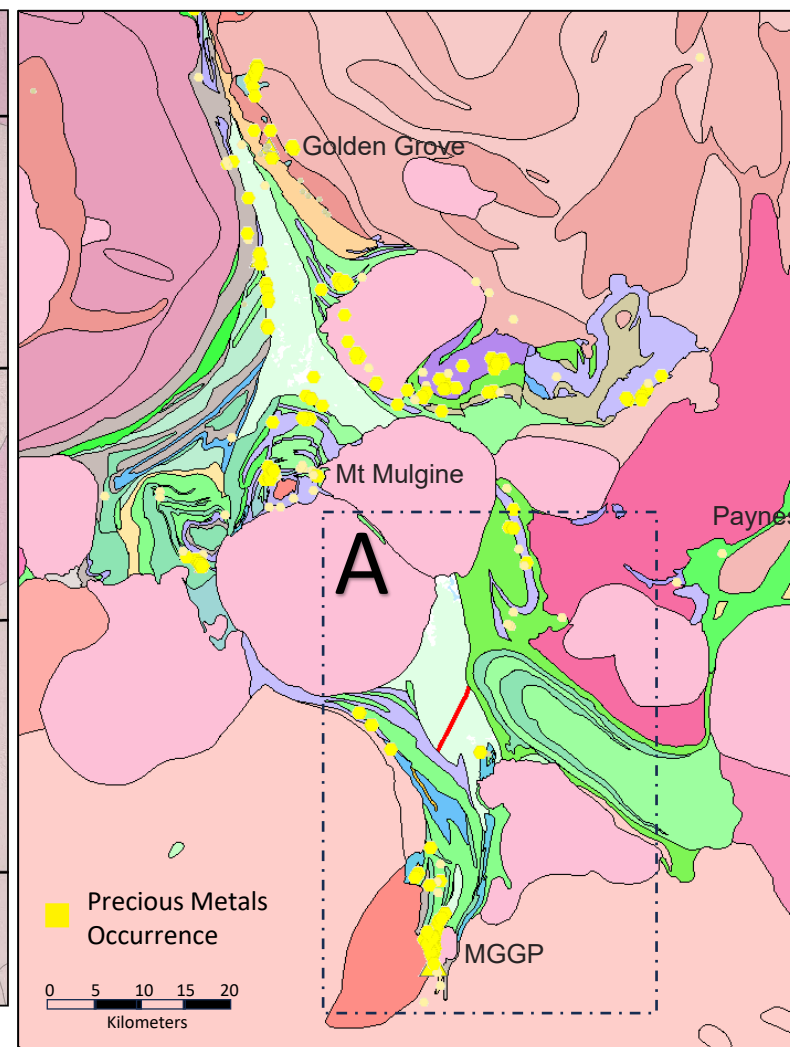 Golden Grove
Mt Mulgine
Paynes
A
MGGP
Precious Metals
Occurrence
0 5 10 15 20
Kilometers